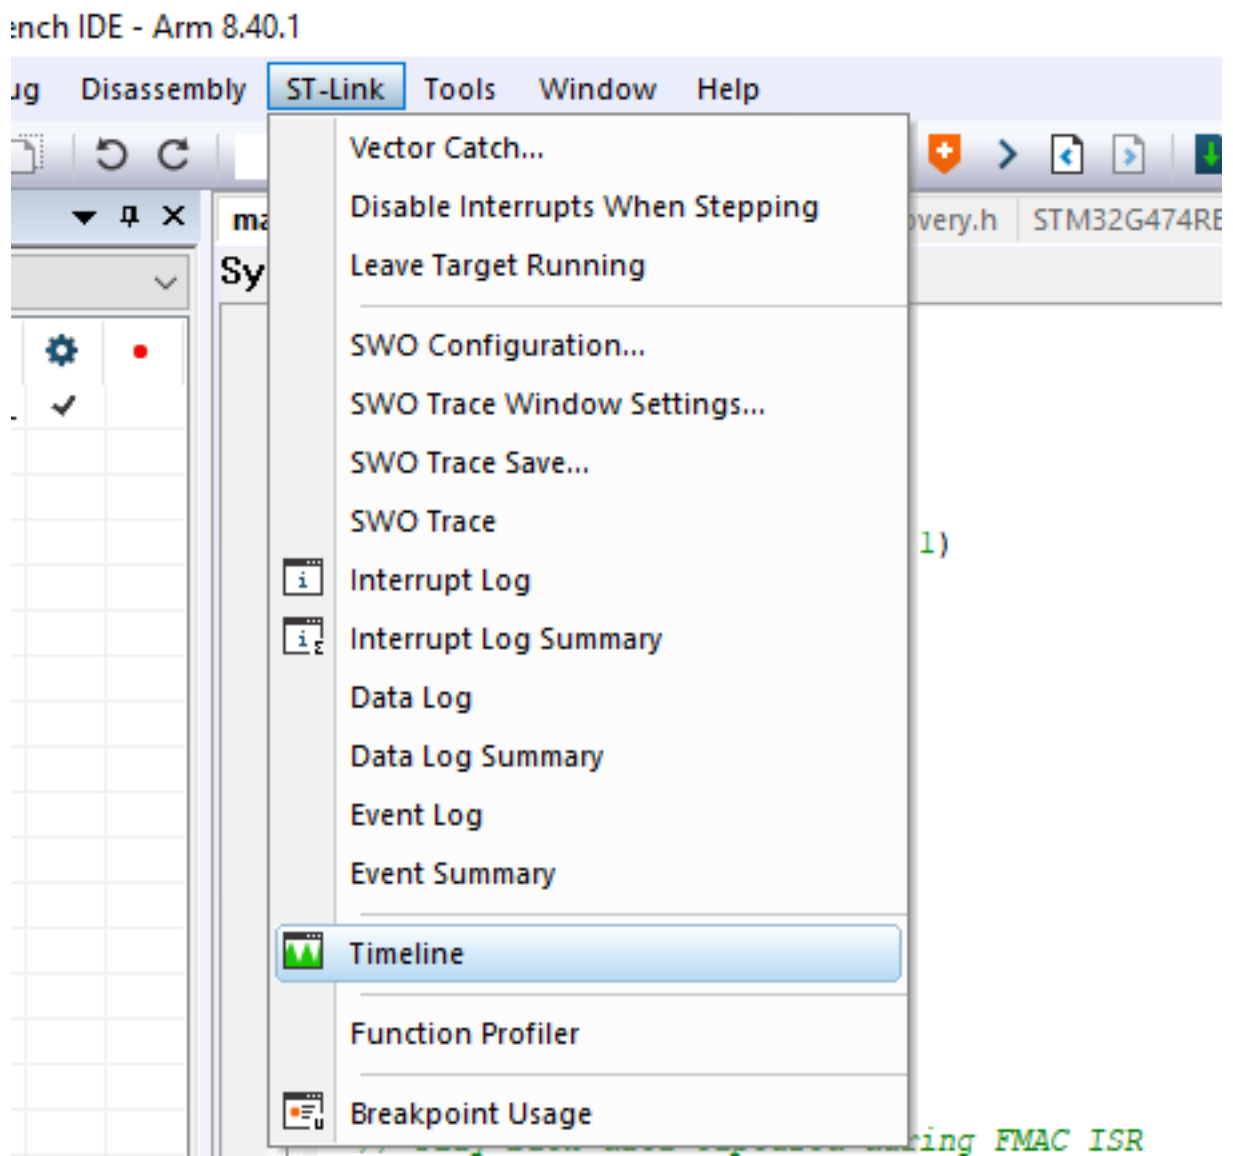 ench IDE - Arm 8.40.1
ug Disassembly ST-Link Tools Window Help
Vector Catch...
Disable Interrupts When Stepping
Leave Target Running
SWO Configuration...
SWO Trace Window Settings...
SWO Trace Save...
SWO Trace
Interrupt Log
Interrupt Log Summary
Data Log
Data Log Summary
Event Log
Event Summary
Timeline
Function Profiler
Breakpoint Usage
ma
overy.h STM32G474RE
Sy
1)
ring FMAC ISR